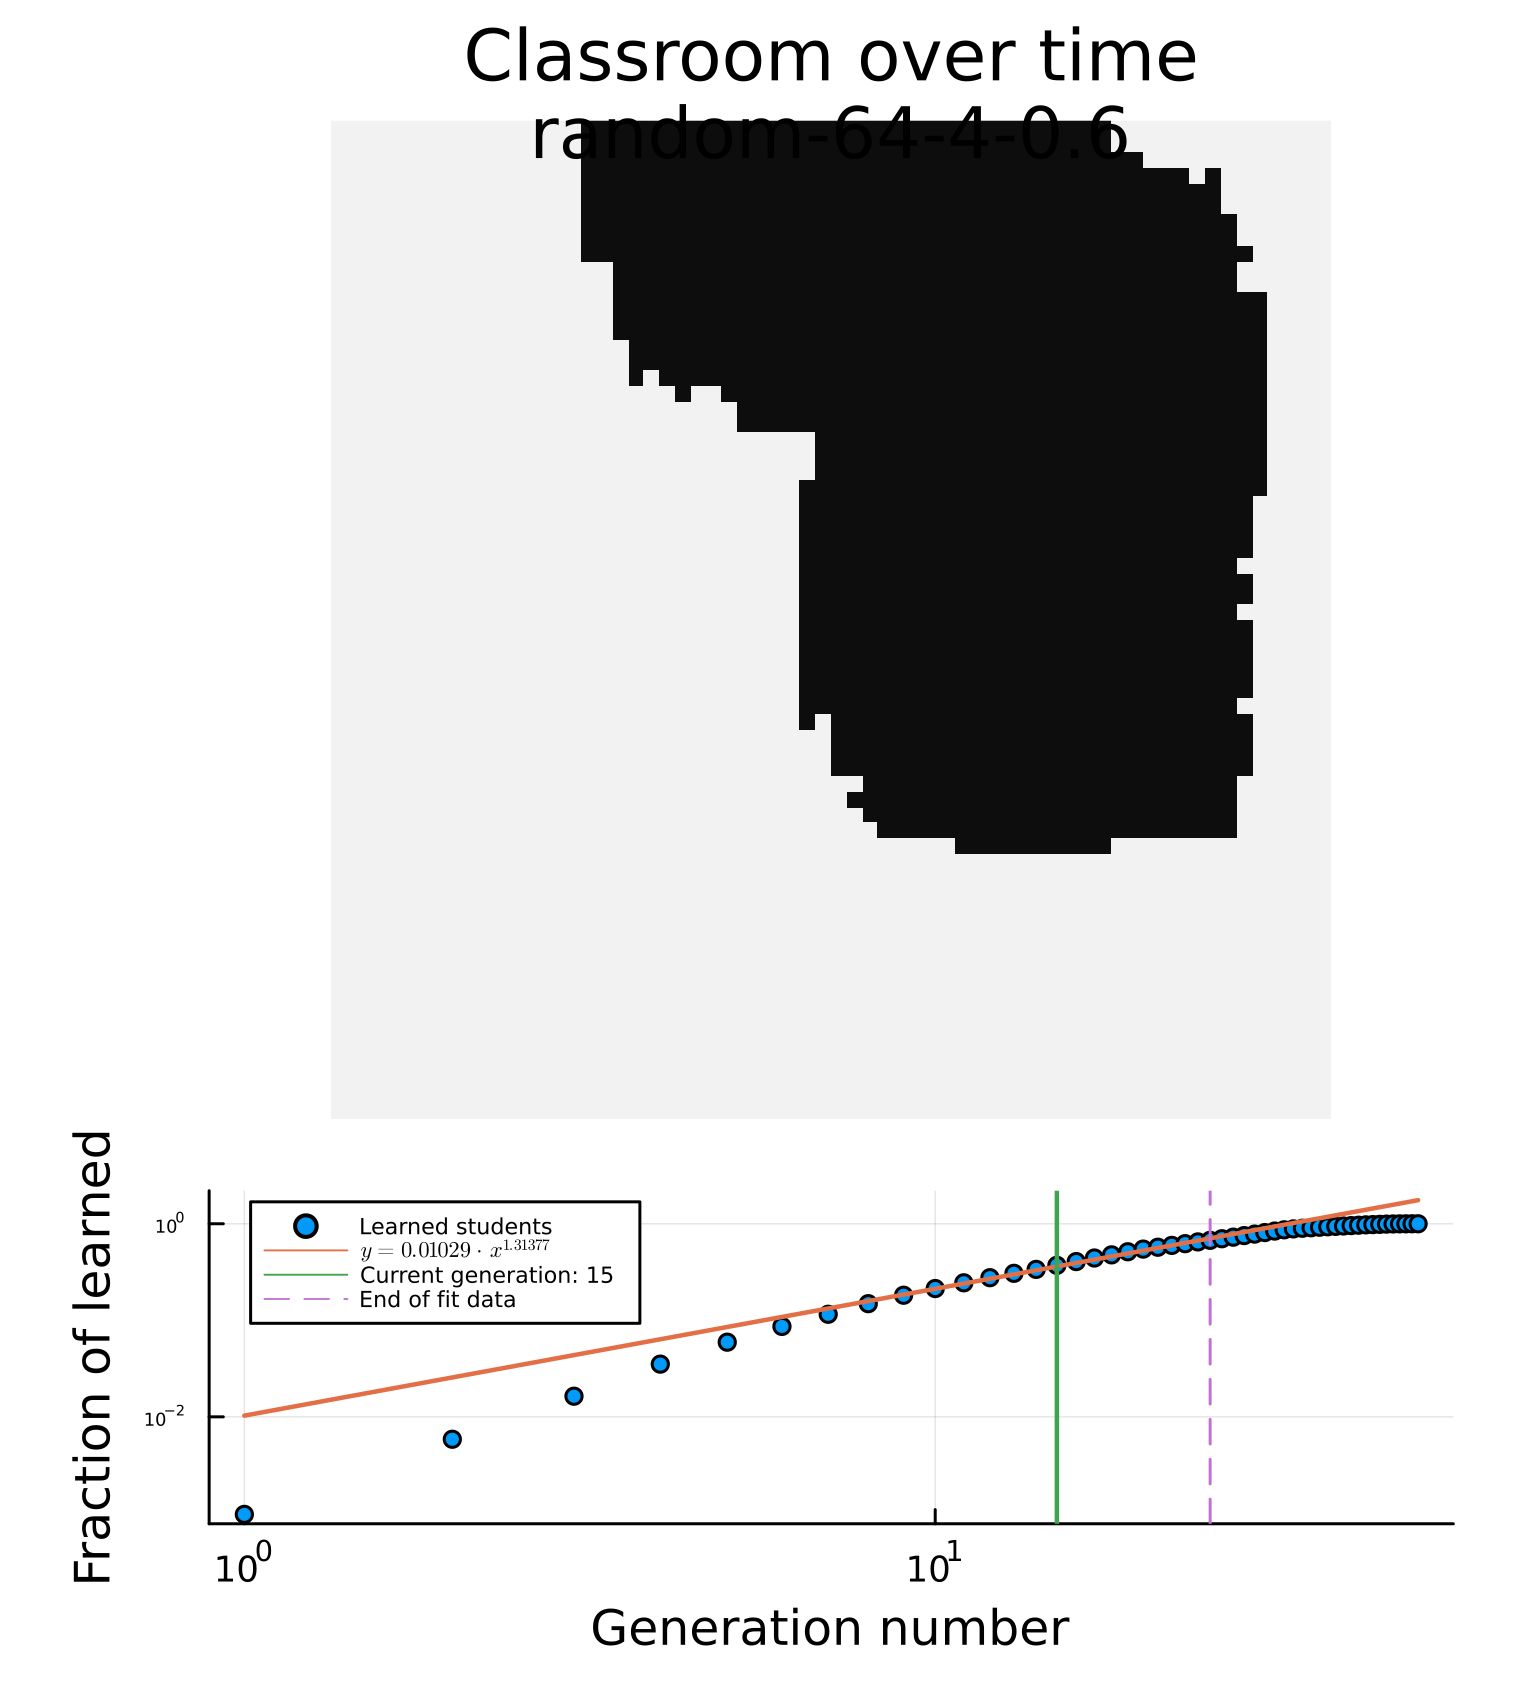 Classroom over time
random-64-4-0.6
Fraction of learned
10^0
10^-2
Learned students
y = 0.01029 · x^1.31377
Current generation: 15
End of fit data
10^0
10^1
Generation number